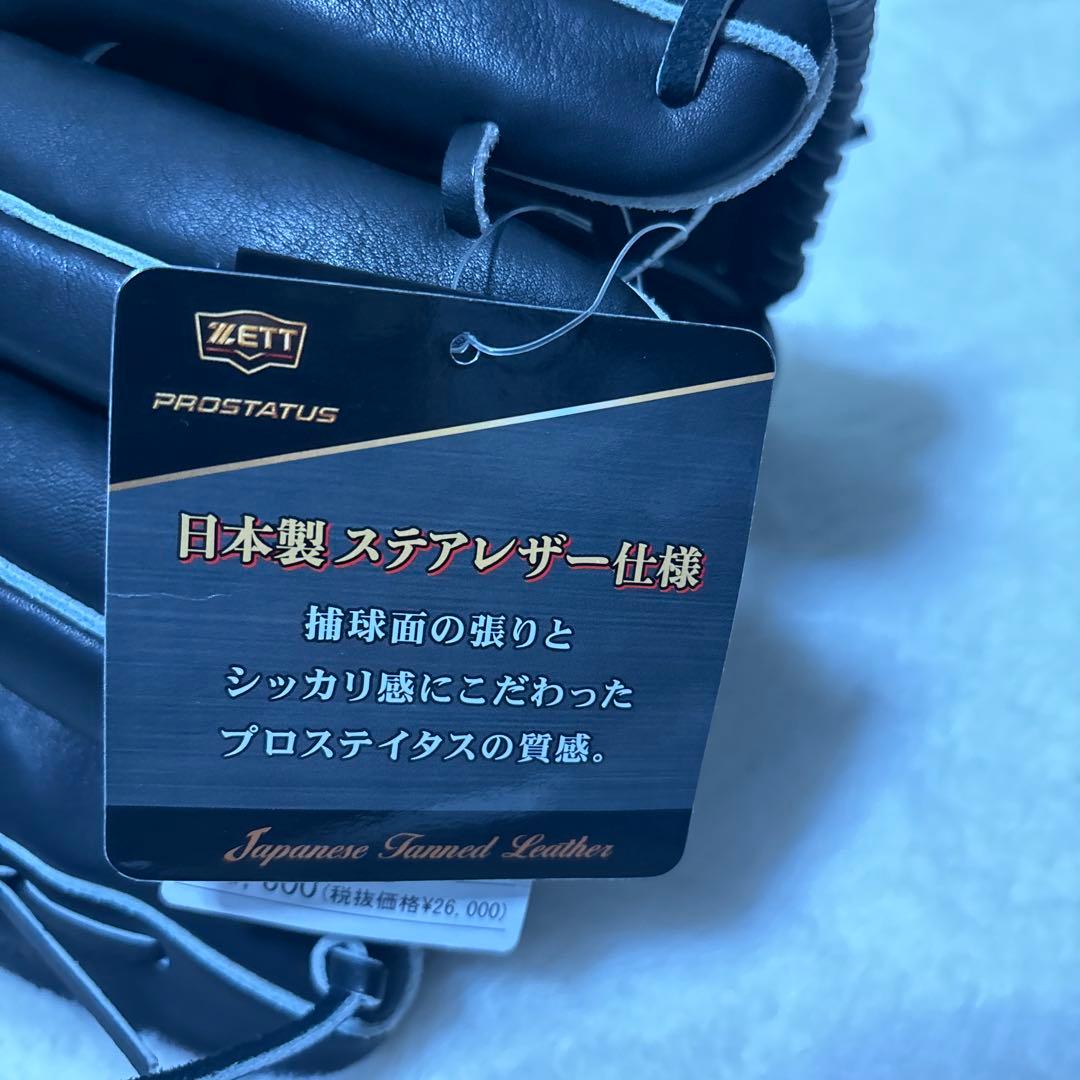 ZETT
PROSTATUS
日本製 ステアレザー仕様
捕球面の張りと
シッカリ感にこだわった
プロステイタスの質感。
Japanese Tanned Leather
(税抜価格¥26,000)